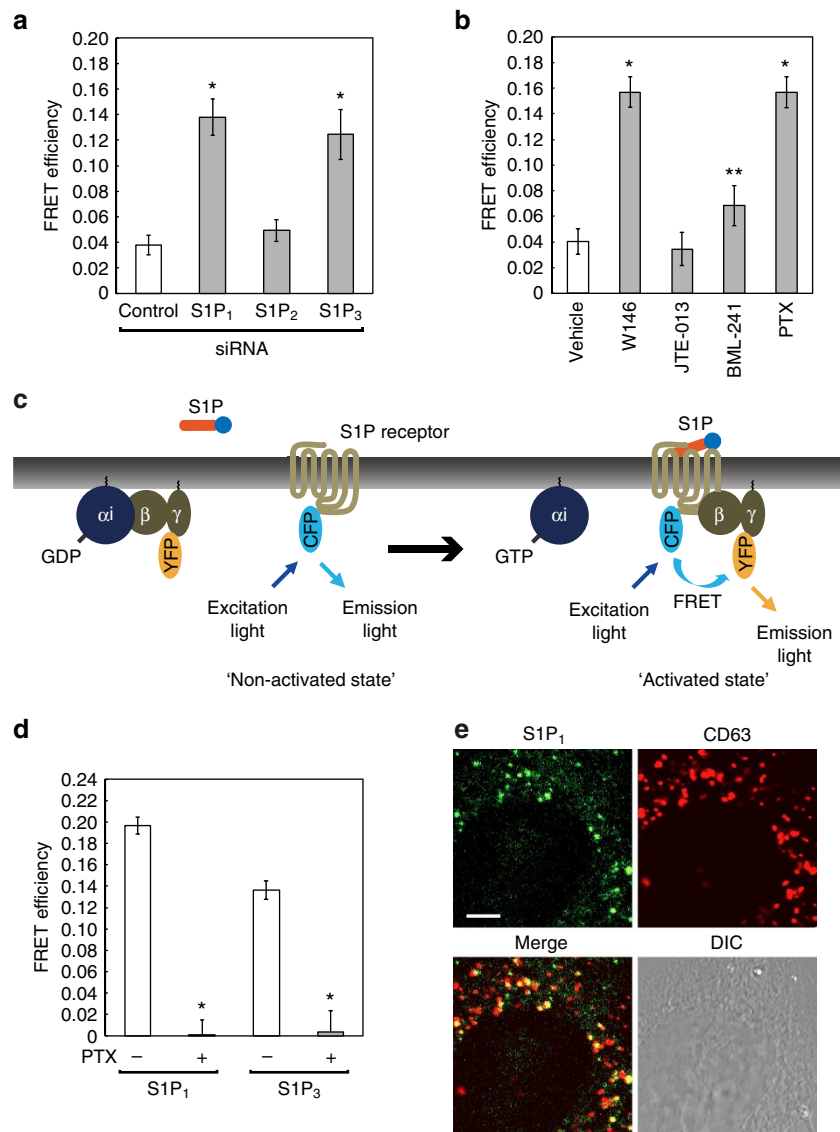 a
0.20
0.18
0.16
0.14
0.12
0.10
0.08
0.06
0.04
0.02
0
FRET efficiency
*
*
Control
S1P1
S1P2
S1P3
siRNA
b
0.20
0.18
0.16
0.14
0.12
0.10
0.08
0.06
0.04
0.02
0
FRET efficiency
*
**
*
Vehicle
W146
JTE-013
BML-241
PTX
c
S1P
S1P receptor
S1P
αi
β
γ
GDP
YFP
CFP
Excitation
light
Emission
light
'Non-activated state'
αi
GTP
CFP
β
γ
YFP
FRET
Excitation
light
Emission
light
'Activated state'
d
0.24
0.22
0.20
0.18
0.16
0.14
0.12
0.10
0.08
0.06
0.04
0.02
0
FRET efficiency
*
*
PTX − + − +
S1P1
S1P3
e
S1P1
CD63
Merge
DIC